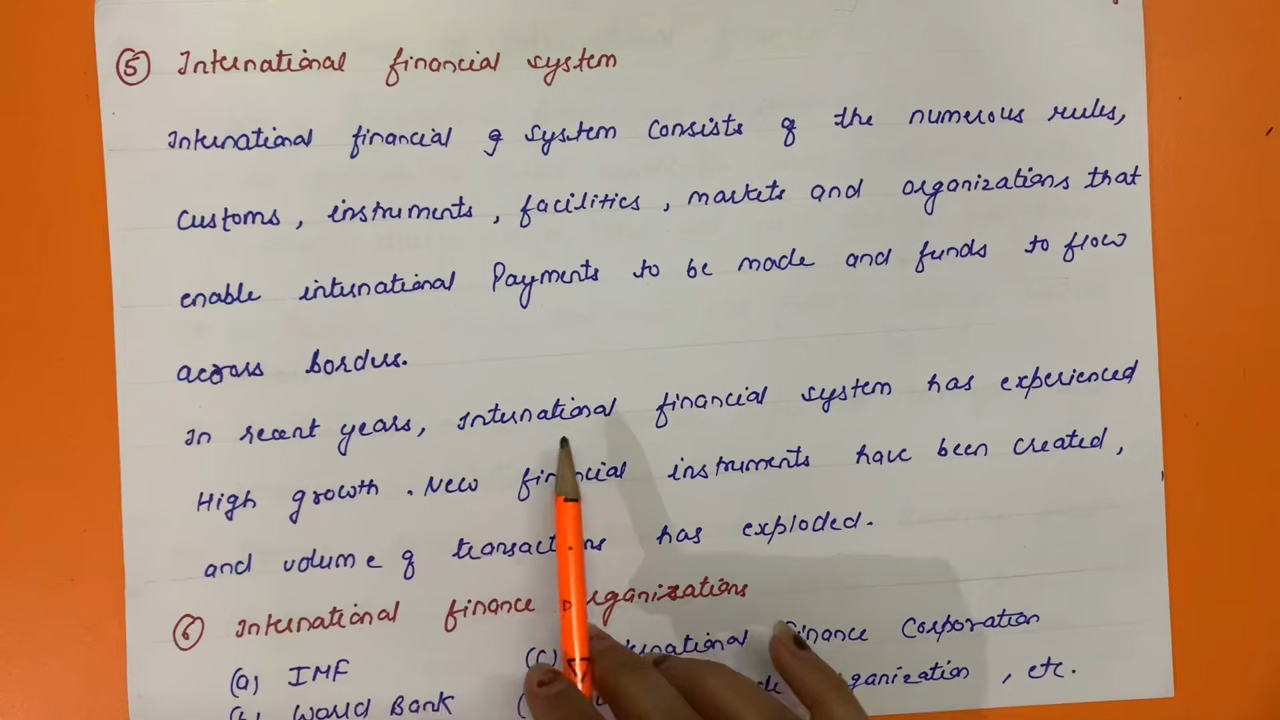 5 International financial system
International financial g system consists of the numerous rules,
customs, instruments, facilities, markets and organizations that
enable international Payments to be made and funds to flow
across borders.
In recent years, International financial system has experienced
High growth. New financial instruments have been created,
and volume of transactions has exploded.
6 International finance organizations
(a) IMF (c) International finance Corporation
(b) World Bank organization, etc.